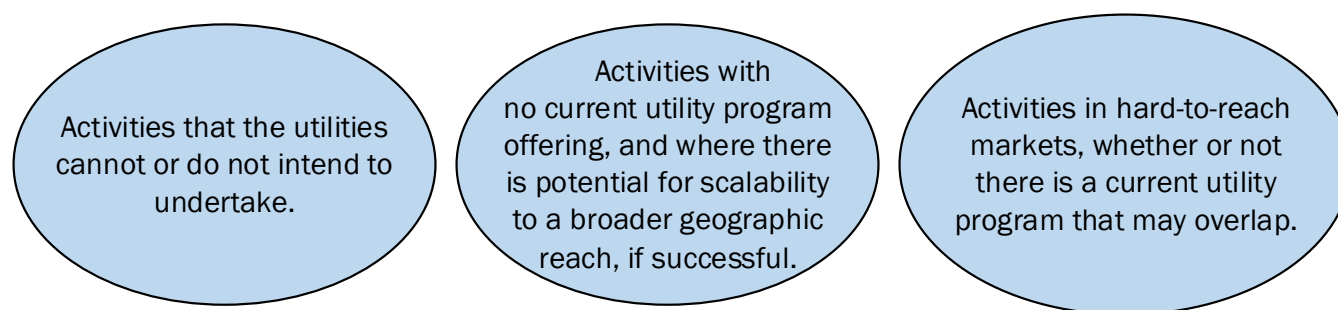 Activities that the utilities
cannot or do not intend to
undertake.
Activities with
no current utility program
offering, and where there
is potential for scalability
to a broader geographic
reach, if successful.
Activities in hard-to-reach
markets, whether or not
there is a current utility
program that may overlap.